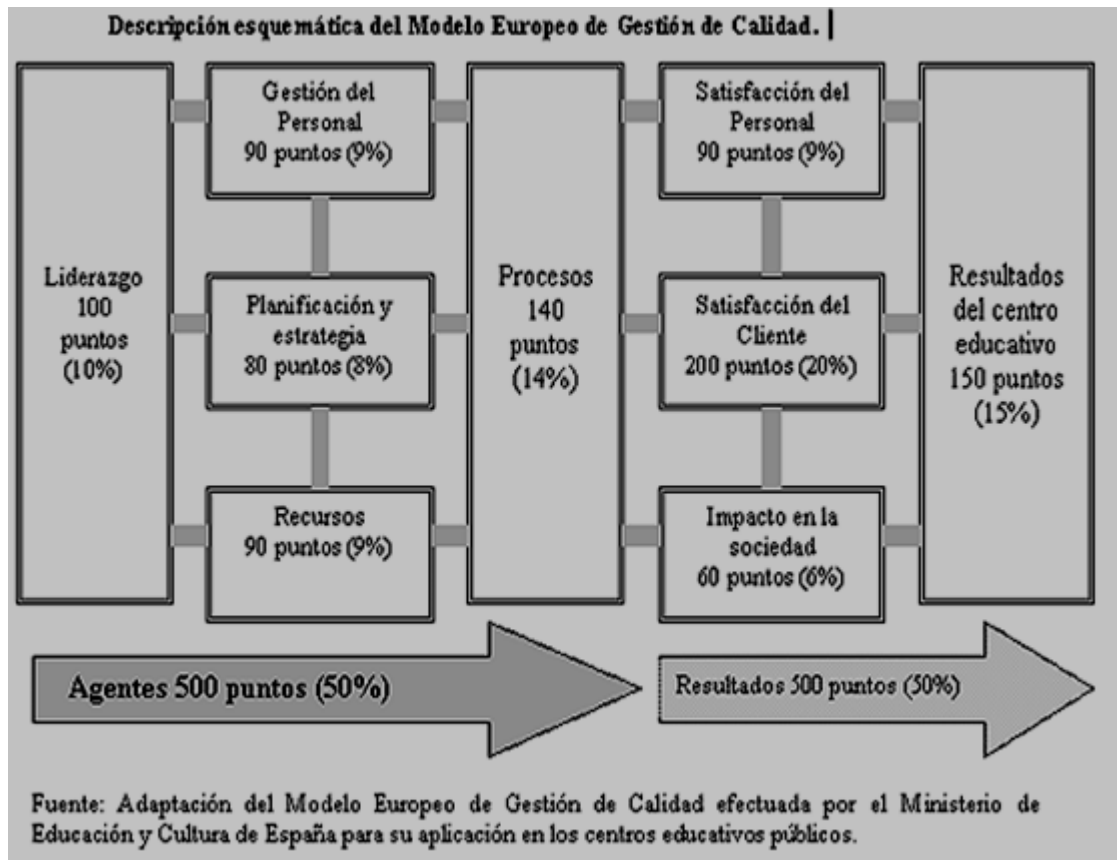 Descripción esquemática del Modelo Europeo de Gestión de Calidad.
Liderazgo
100
puntos
(10%)
Gestión del
Personal
90 puntos (9%)
Planificación y
estrategia
80 puntos (8%)
Recursos
90 puntos (9%)
Procesos
140
puntos
(14%)
Satisfacción del
Personal
90 puntos (9%)
Satisfacción del
Cliente
200 puntos (20%)
Impacto en la
sociedad
60 puntos (6%)
Resultados
del centro
educativo
150 puntos
(15%)
Agentes 500 puntos (50%)
Resultados 500 puntos (50%)
Fuente: Adaptación del Modelo Europeo de Gestión de Calidad efectuada por el Ministerio de
Educación y Cultura de España para su aplicación en los centros educativos públicos.